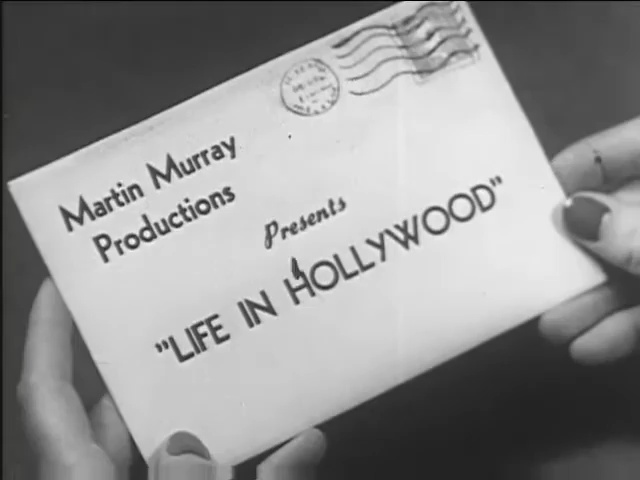 Martin Murray
Productions
Presents
"LIFE IN HOLLYWOOD"